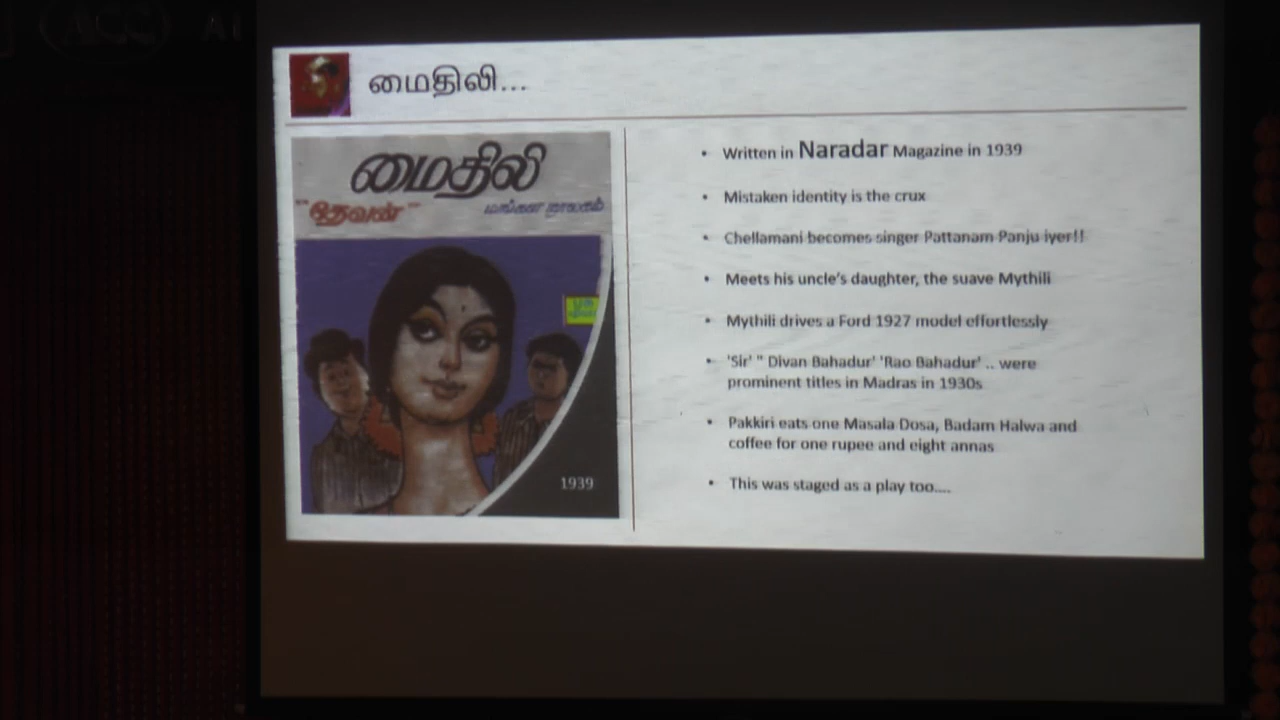 மைதிலி...
மைதிலி
"தேவன்"
மங்கள நூலகம்
1939
• Written in Naradar Magazine in 1939
• Mistaken identity is the crux
• Chellamani becomes singer Pattanam Panju iyer!!
• Meets his uncle's daughter, the suave Mythili
• Mythili drives a Ford 1927 model effortlessly
• 'Sir' '' Divan Bahadur' 'Rao Bahadur' .. were
prominent titles in Madras in 1930s
• Pakkiri eats one Masala Dosa, Badam Halwa and
coffee for one rupee and eight annas
• This was staged as a play too....